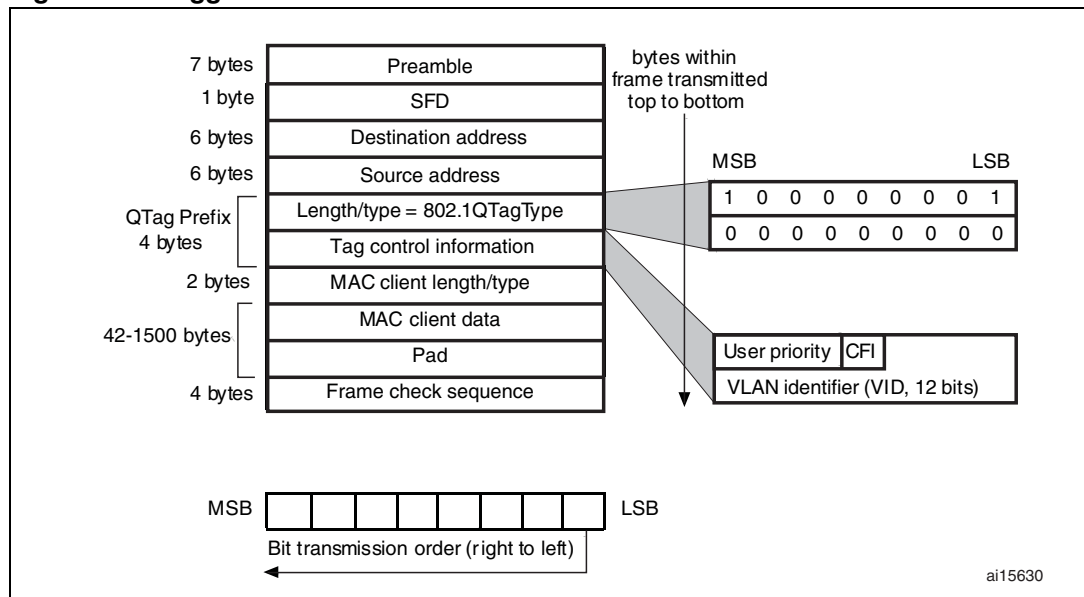 7 bytes
Preamble
bytes within
frame transmitted
top to bottom
1 byte
SFD
6 bytes
Destination address
6 bytes
Source address
MSB
LSB
QTag Prefix
4 bytes
Length/type = 802.1QTagType
1 0 0 0 0 0 0 0 0 1
0 0 0 0 0 0 0 0 0 0
Tag control information
2 bytes
MAC client length/type
42-1500 bytes
MAC client data
Pad
User priority
CFI
VLAN identifier (VID, 12 bits)
4 bytes
Frame check sequence
MSB
LSB
Bit transmission order (right to left)
ai15630